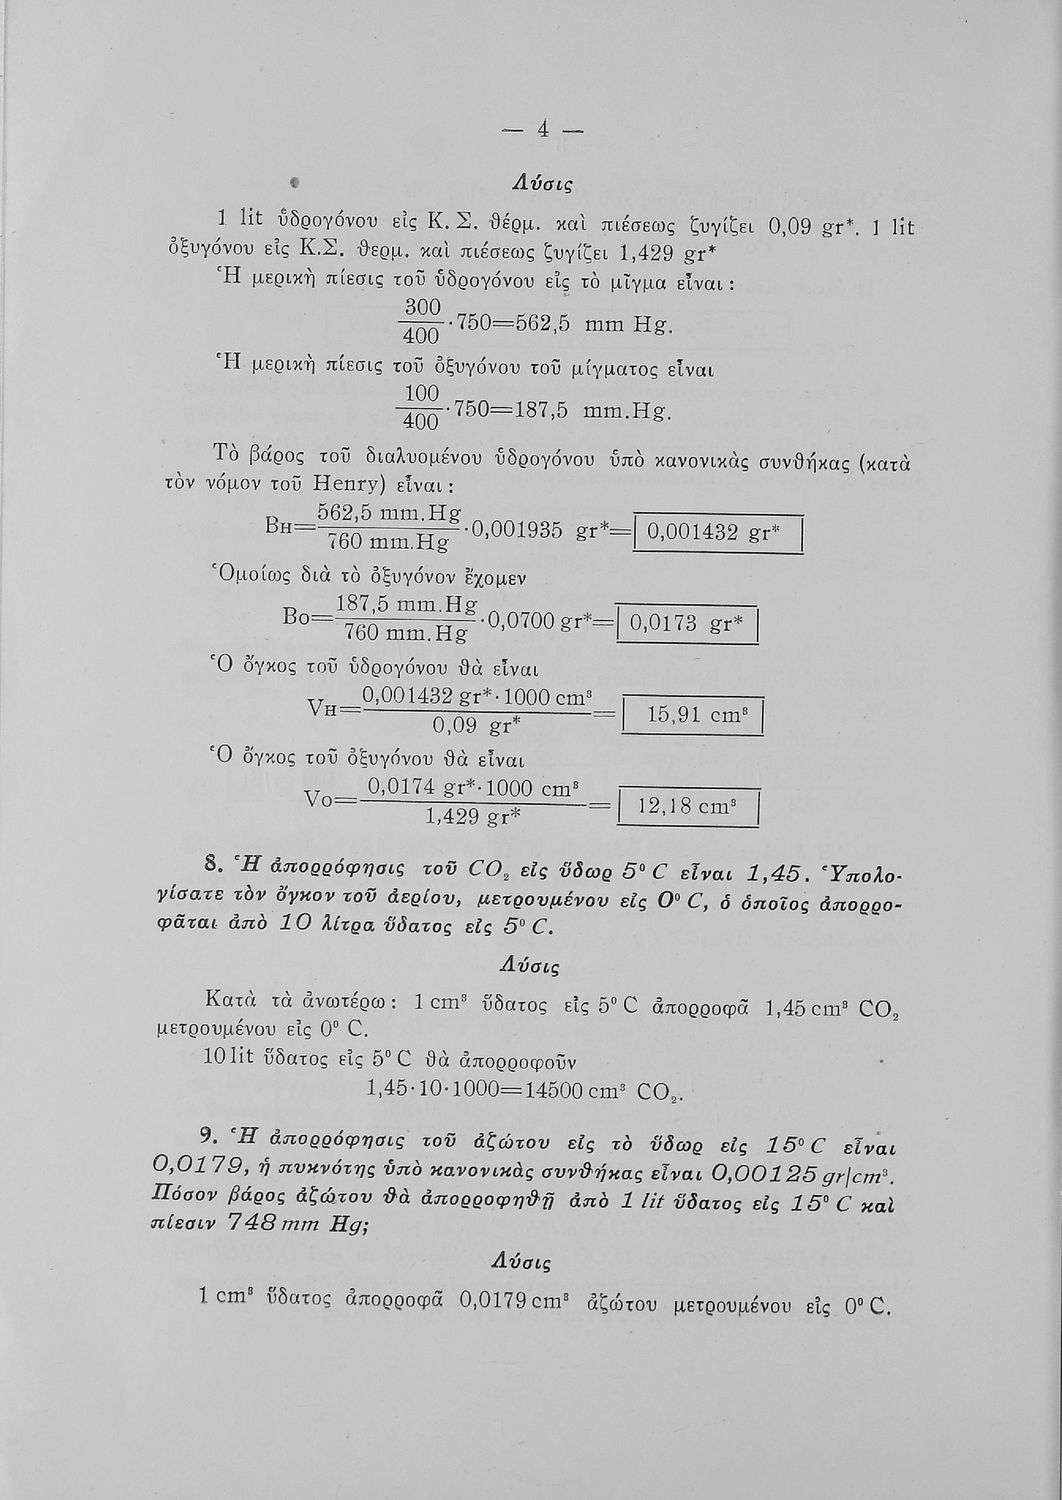 — 4 —
Λύσις
1 lit ὑδρογόνου εἰς Κ.Σ. θέρμ. καὶ πιέσεως ζυγίζει 0,09 gr*. 1 lit
ὀξυγόνου εἰς Κ.Σ. θερμ. καὶ πιέσεως ζυγίζει 1,429 gr*
Ἡ μερικὴ πίεσις τοῦ ὑδρογόνου εἰς τὸ μῖγμα εἶναι :
300/400·750=562,5 mm Hg.
Ἡ μερικὴ πίεσις τοῦ ὀξυγόνου τοῦ μίγματος εἶναι
100/400·750=187,5 mm.Hg.
Τὸ βάρος τοῦ διαλυομένου ὑδρογόνου ὑπὸ κανονικὰς συνθήκας (κατὰ
τὸν νόμον τοῦ Henry) εἶναι :
BH=562,5 mm.Hg/760 mm.Hg·0,001935 gr*=0,001432 gr*
Ὁμοίως διὰ τὸ ὀξυγόνον ἔχομεν
Bo=187,5 mm.Hg/760 mm.Hg·0,0700 gr*=0,0173 gr*
Ὁ ὄγκος τοῦ ὑδρογόνου θὰ εἶναι
VH=0,001432 gr*·1000 cm³/0,09 gr*=15,91 cm³
Ὁ ὄγκος τοῦ ὀξυγόνου θὰ εἶναι
Vo=0,0174 gr*·1000 cm³/1,429 gr*=12,18 cm³
8. Ἡ ἀπορρόφησις τοῦ CO₂ εἰς ὕδωρ 5° C εἶναι 1,45. Ὑπολο-
γίσατε τὸν ὄγκον τοῦ ἀερίου, μετρουμένου εἰς 0° C, ὁ ὁποῖος ἀπορρο-
φᾶται ἀπὸ 10 λίτρα ὕδατος εἰς 5° C.
Λύσις
Κατὰ τὰ ἀνωτέρω : 1 cm³ ὕδατος εἰς 5° C ἀπορροφᾶ 1,45 cm³ CO₂
μετρουμένου εἰς 0° C.
10 lit ὕδατος εἰς 5° C θὰ ἀπορροφοῦν
1,45·10·1000=14500 cm³ CO₂.
9. Ἡ ἀπορρόφησις τοῦ ἀζώτου εἰς τὸ ὕδωρ εἰς 15° C εἶναι
0,0179, ἡ πυκνότης ὑπὸ κανονικὰς συνθήκας εἶναι 0,00125 gr|cm³.
Πόσον βάρος ἀζώτου θὰ ἀπορροφηθῇ ἀπὸ 1 lit ὕδατος εἰς 15° C καὶ
πίεσιν 748 mm Hg;
Λύσις
1 cm³ ὕδατος ἀπορροφᾶ 0,0179 cm³ ἀζώτου μετρουμένου εἰς 0° C.